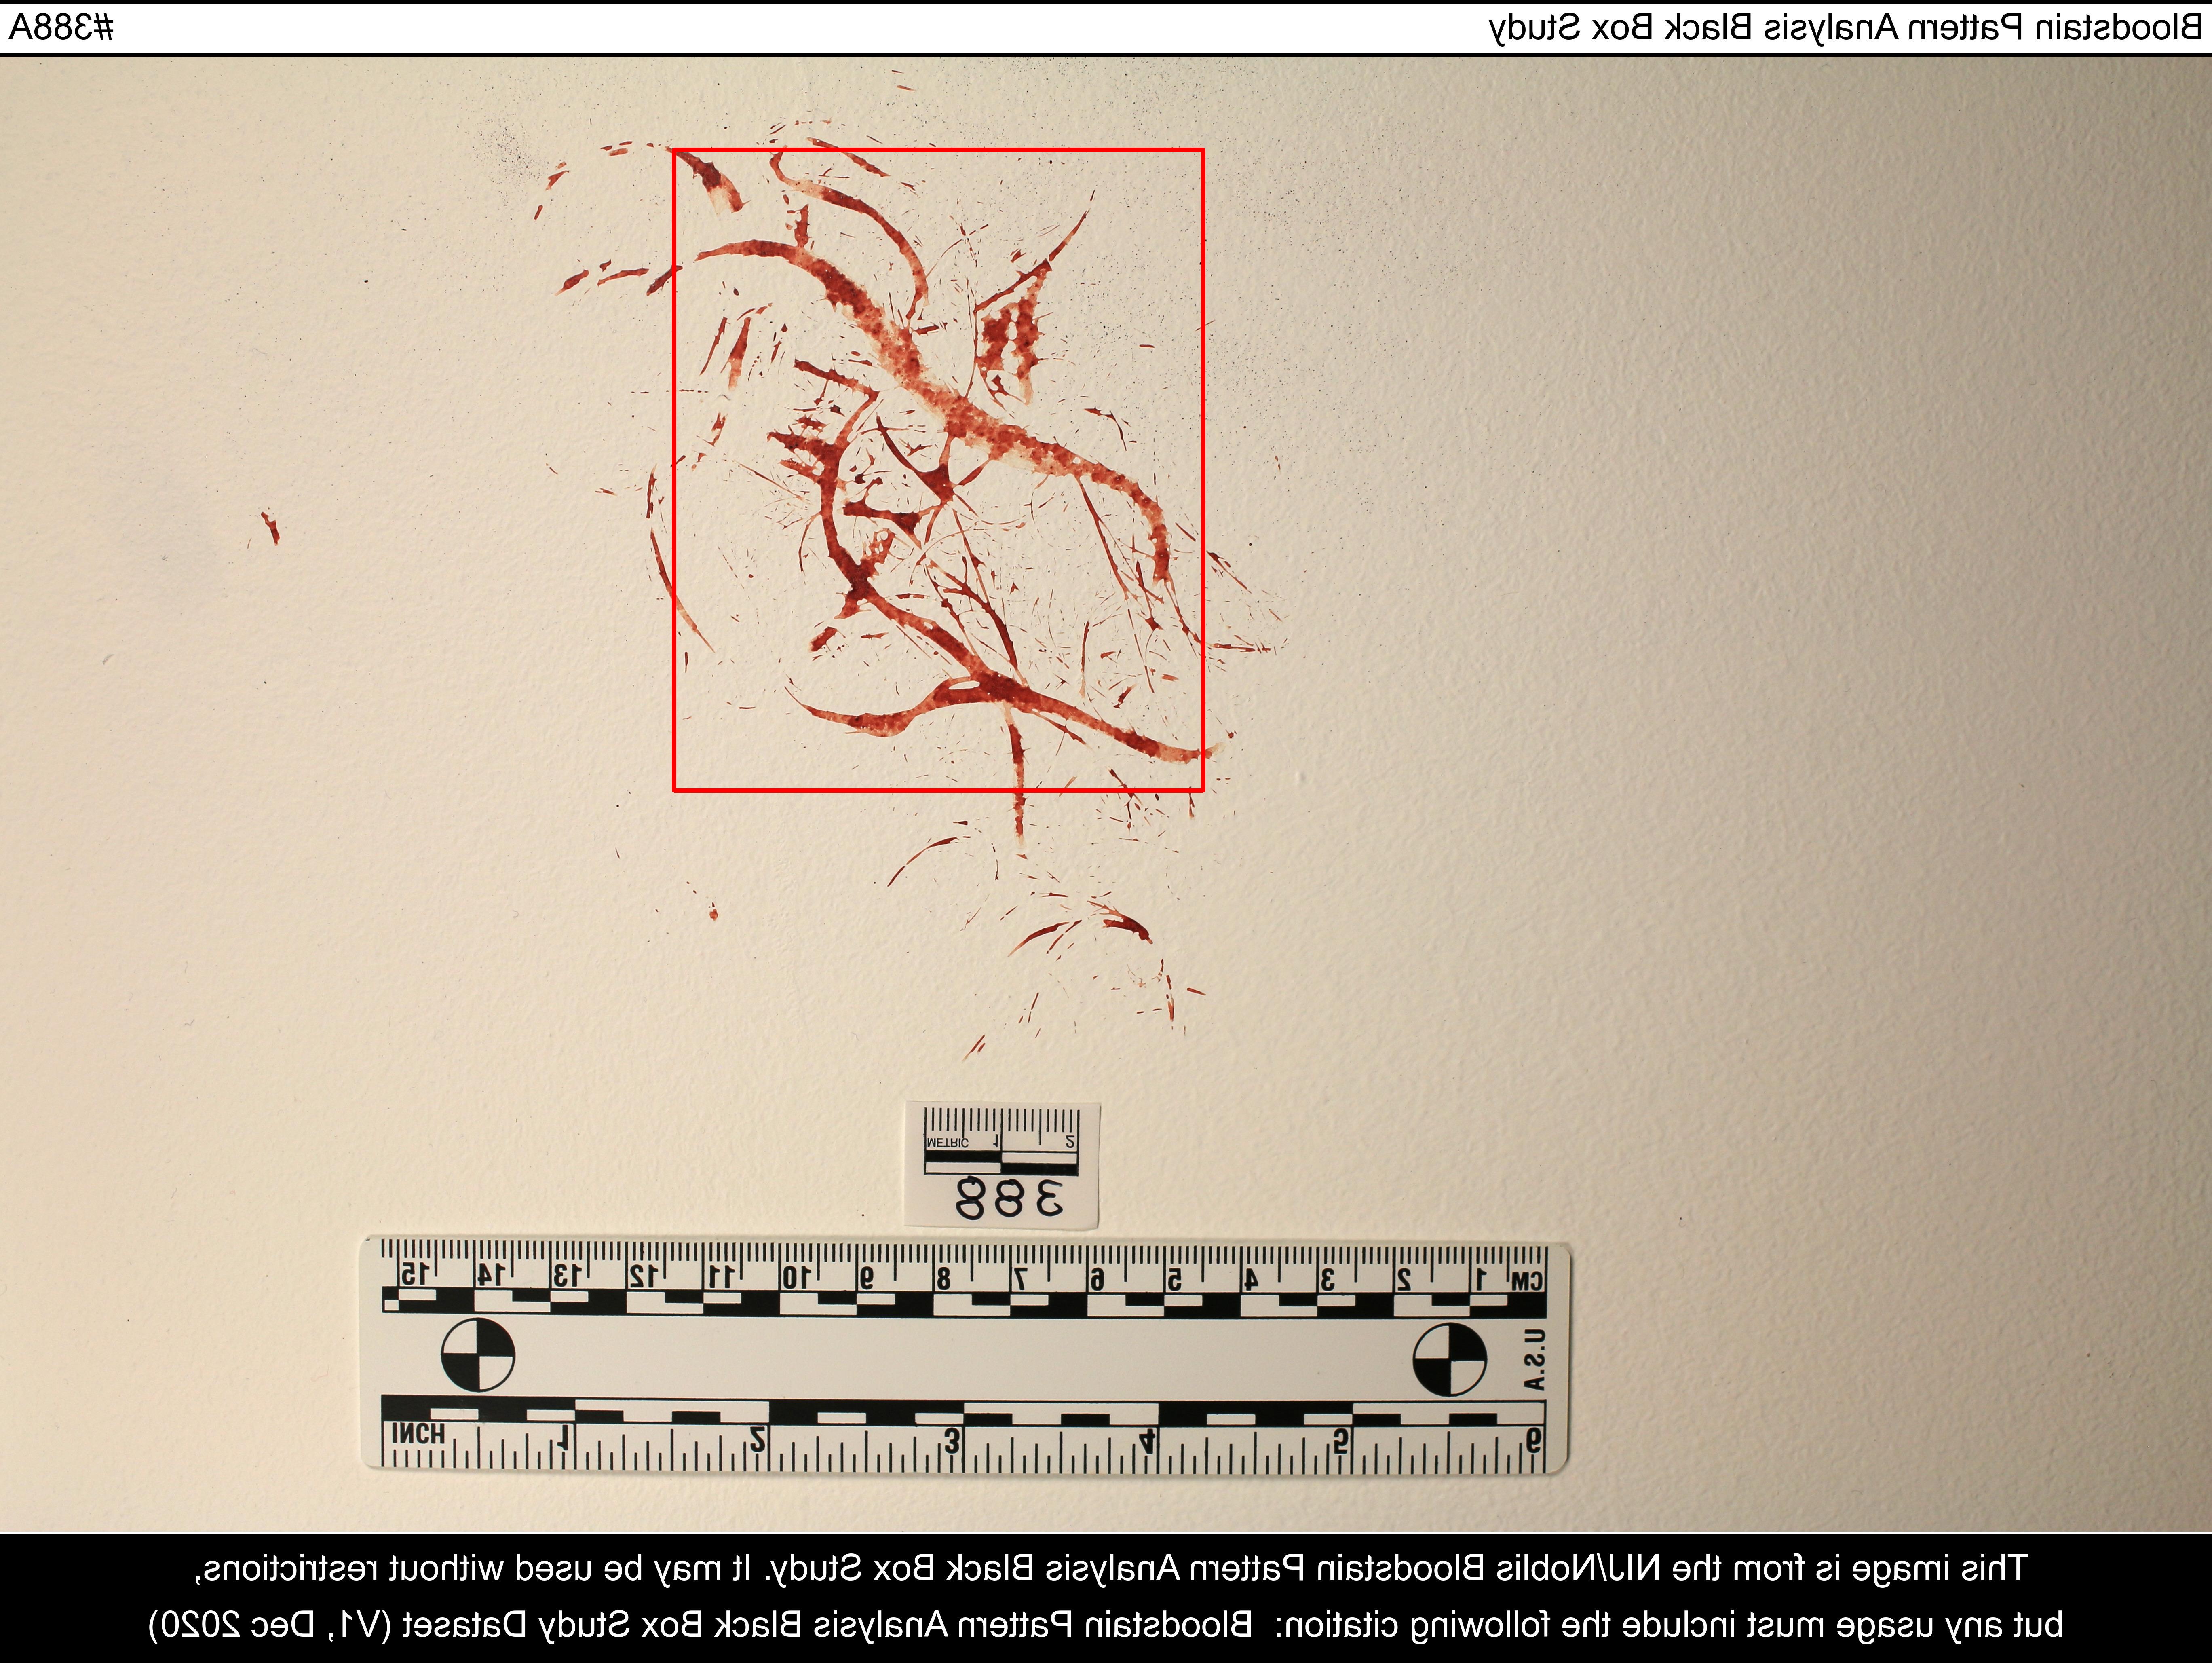 Bloodstain Pattern Analysis Black Box Study #388A
METRIC 1 2
388
CM 1 2 3 4 5 6 7 8 9 10 11 12 13 14 15
U.S.A
INCH 1 2 3 4 5 6
This image is from the NIJ/Noblis Bloodstain Pattern Analysis Black Box Study. It may be used without restrictions,
but any usage must include the following citation: Bloodstain Pattern Analysis Black Box Study Dataset (V1, Dec 2020)